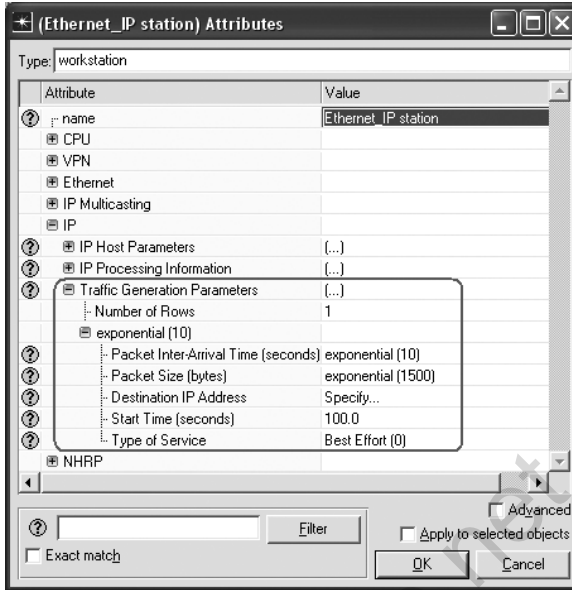 (Ethernet_IP station) Attributes
Type: workstation
Attribute Value
name Ethernet_IP station
CPU
VPN
Ethernet
IP Multicasting
IP
IP Host Parameters (...)
IP Processing Information (...)
Traffic Generation Parameters (...)
Number of Rows 1
exponential (10)
Packet Inter-Arrival Time (seconds) exponential (10)
Packet Size (bytes) exponential (1500)
Destination IP Address Specify...
Start Time (seconds) 100.0
Type of Service Best Effort (0)
NHRP
Advanced
Filter Apply to selected objects
Exact match OK Cancel
net